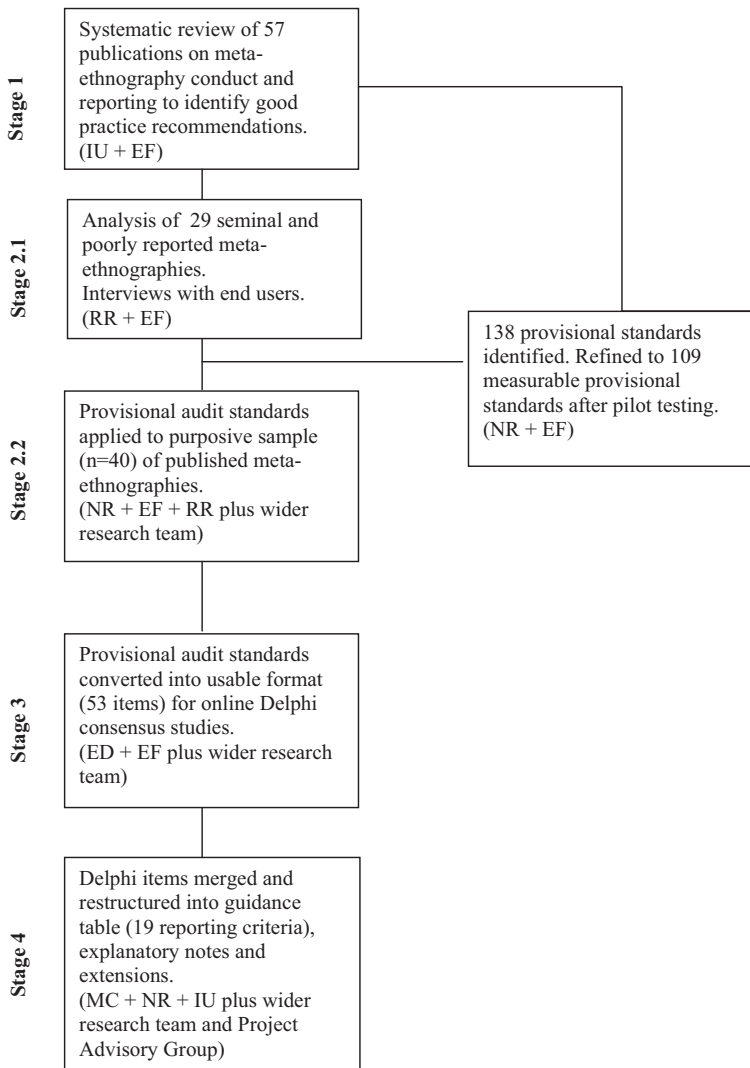 Stage 1
Systematic review of 57
publications on meta-
ethnography conduct and
reporting to identify good
practice recommendations.
(IU + EF)
Stage 2.1
Analysis of 29 seminal and
poorly reported meta-
ethnographies.
Interviews with end users.
(RR + EF)
138 provisional standards
identified. Refined to 109
measurable provisional
standards after pilot testing.
(NR + EF)
Stage 2.2
Provisional audit standards
applied to purposive sample
(n=40) of published meta-
ethnographies.
(NR + EF + RR plus wider
research team)
Stage 3
Provisional audit standards
converted into usable format
(53 items) for online Delphi
consensus studies.
(ED + EF plus wider research
team)
Stage 4
Delphi items merged and
restructured into guidance
table (19 reporting criteria),
explanatory notes and
extensions.
(MC + NR + IU plus wider
research team and Project
Advisory Group)